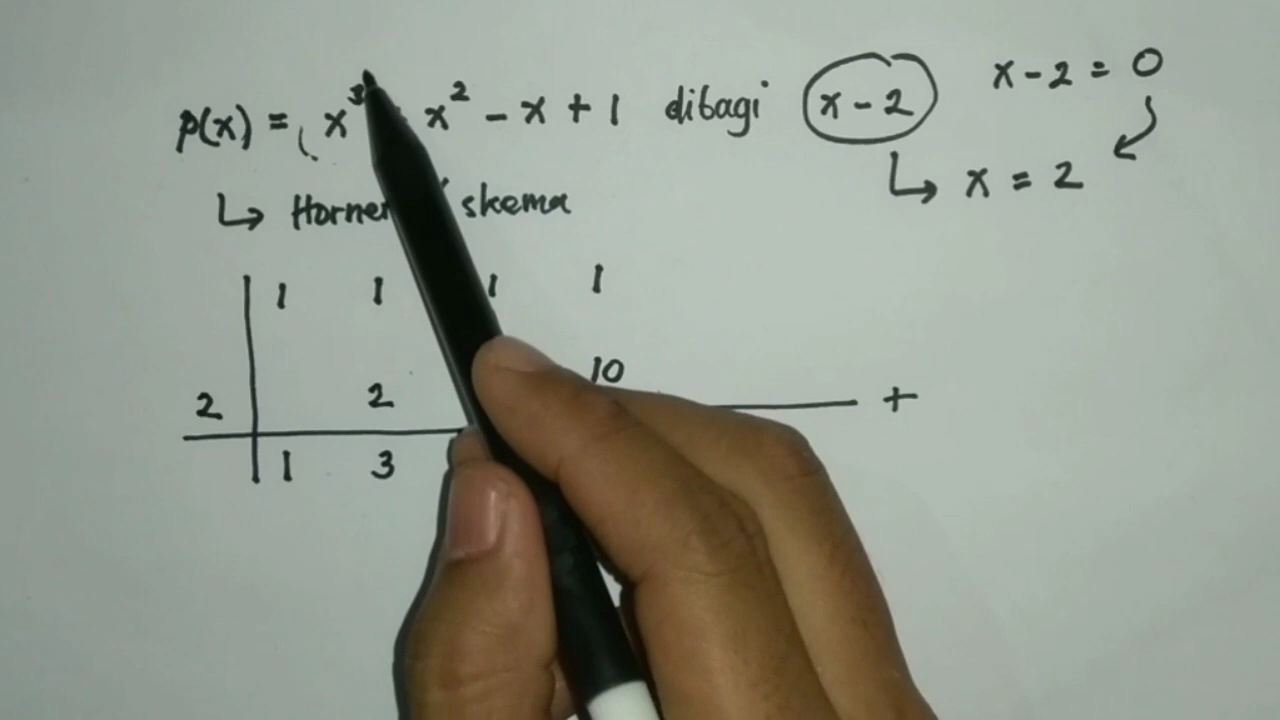 p(x) = x³ x² - x + 1 dibagi x - 2
x - 2 = 0
↳ x = 2
↳ Horner skema
1 1 1 1
10
2 2 +
1 3